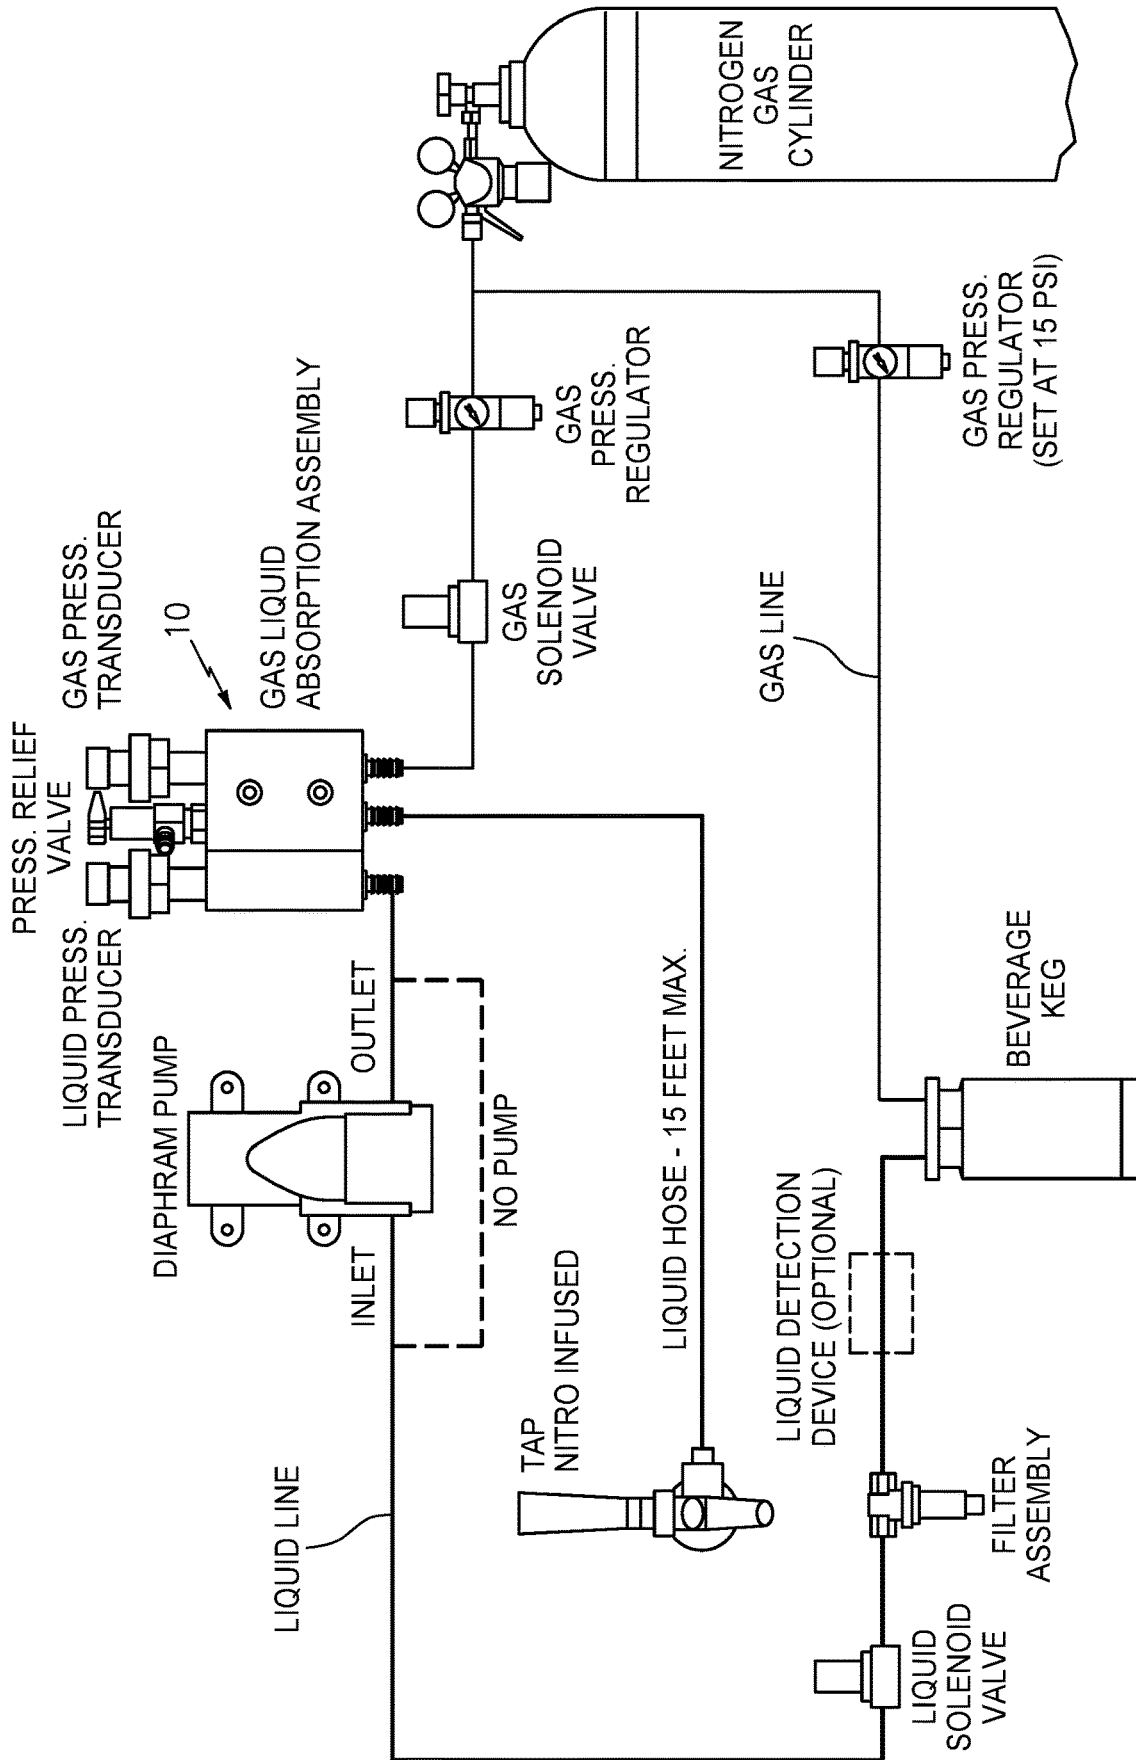 PRESS. RELIEF
VALVE
LIQUID PRESS.
TRANSDUCER
GAS PRESS.
TRANSDUCER
10
DIAPHRAM PUMP
GAS LIQUID
ABSORPTION ASSEMBLY
LIQUID LINE
INLET
OUTLET
NO PUMP
GAS
SOLENOID
VALVE
GAS
PRESS.
REGULATOR
NITROGEN
GAS
CYLINDER
TAP
NITRO INFUSED
LIQUID HOSE - 15 FEET MAX.
GAS LINE
LIQUID DETECTION
DEVICE (OPTIONAL)
GAS PRESS.
REGULATOR
(SET AT 15 PSI)
LIQUID
SOLENOID
VALVE
FILTER
ASSEMBLY
BEVERAGE
KEG